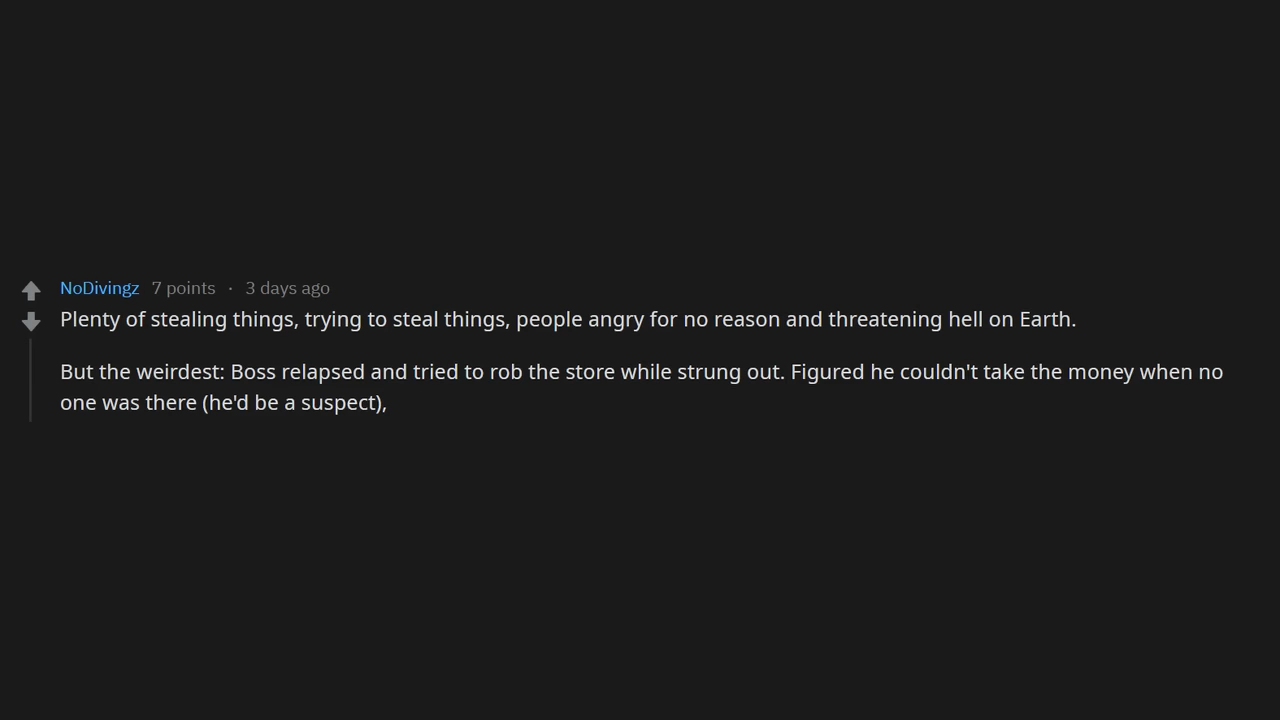 NoDivingz 7 points · 3 days ago
Plenty of stealing things, trying to steal things, people angry for no reason and threatening hell on Earth.
But the weirdest: Boss relapsed and tried to rob the store while strung out. Figured he couldn't take the money when no
one was there (he'd be a suspect),